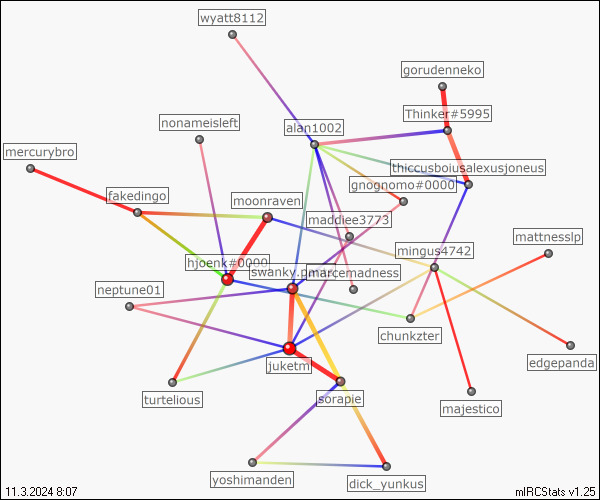 wyatt8112
gorudenneko
Thinker#5995
nonameisleft
alan1002
mercurybro
thiccusboiusalexusjoneus
gnognomo#0000
fakedingo
moonraven
maddiee3773
mattnesslp
mingus4742
hjoenk#0000
swanky.p
marcemadness
neptune01
chunkzter
edgepanda
juketm
sorapie
turtelious
majestico
yoshimanden
dick_yunkus
11.3.2024 8:07
mIRCStats v1.25